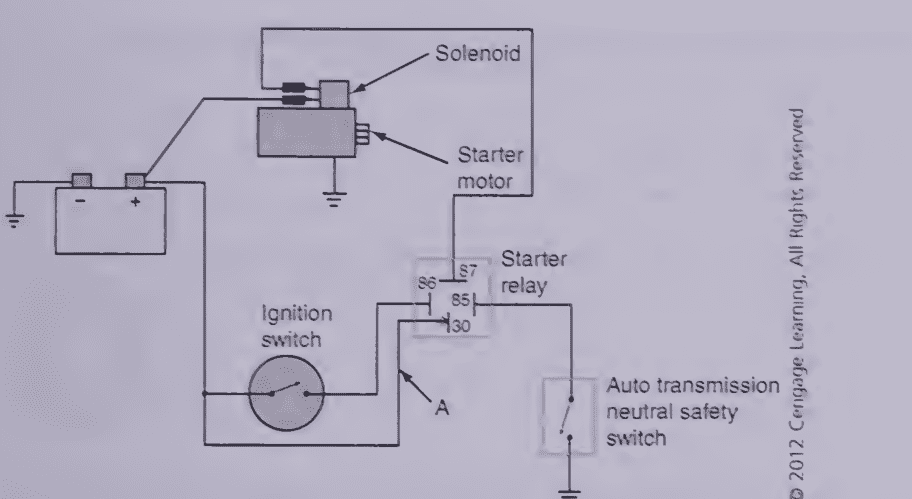 Solenoid
Starter
motor
-
+
87
86
Starter
relay
85
30
Ignition
switch
A
Auto transmission
neutral safety
switch
© 2012 Cengage Learning, All Rights Reserved